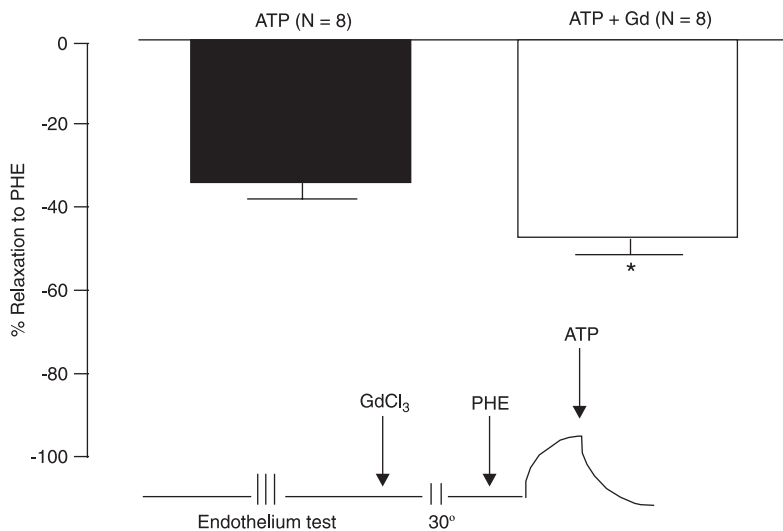 ATP (N = 8)
ATP + Gd (N = 8)
0
-20
-40
-60
-80
-100
% Relaxation to PHE
*
ATP
GdCl₃
PHE
Endothelium test
30º